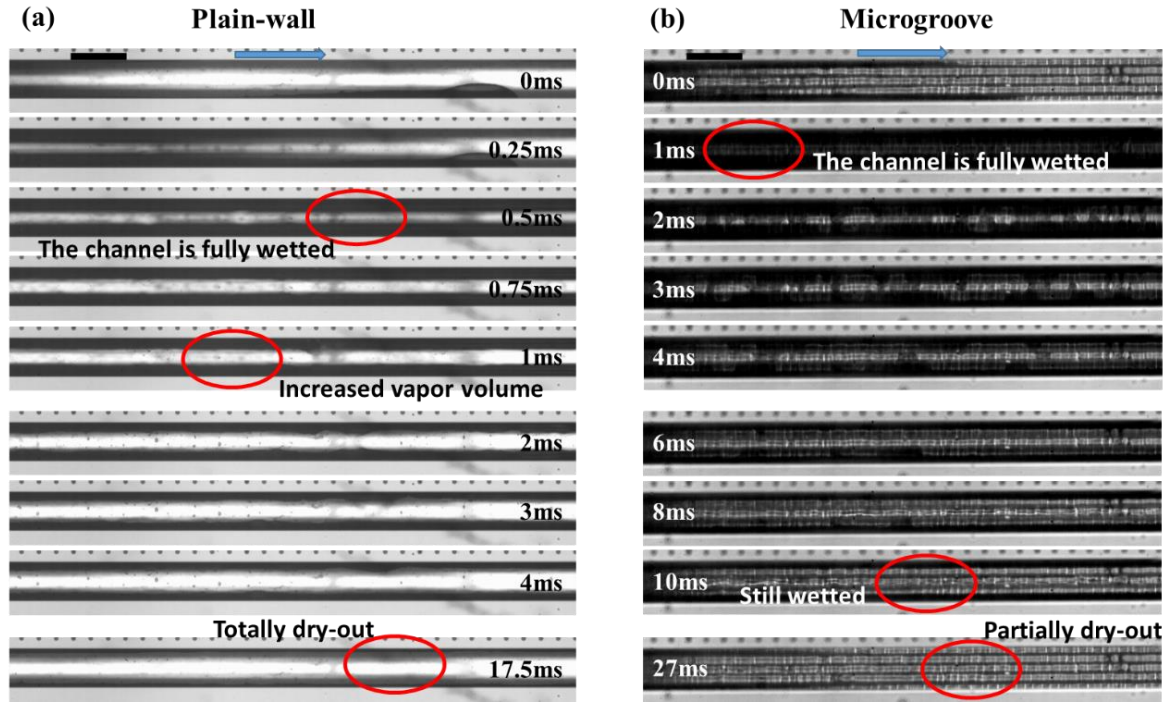 (a)
Plain-wall
0ms
0.25ms
0.5ms
The channel is fully wetted
0.75ms
1ms
Increased vapor volume
2ms
3ms
4ms
Totally dry-out
17.5ms
(b)
Microgroove
0ms
1ms
The channel is fully wetted
2ms
3ms
4ms
6ms
8ms
10ms
Still wetted
Partially dry-out
27ms